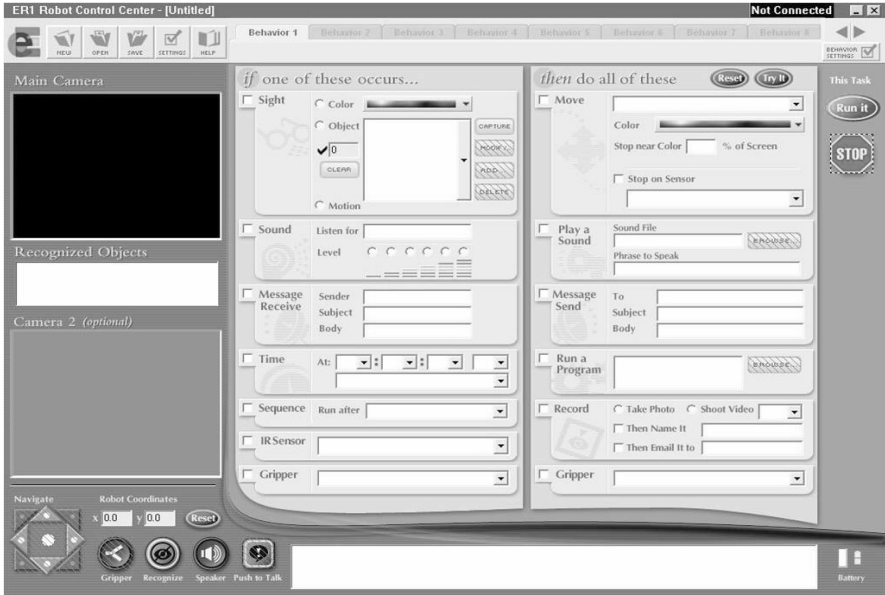 ER1 Robot Control Center - [Untitled]
Not Connected
NEW OPEN SAVE SETTINGS HELP
Behavior 1 Behavior 2 Behavior 3 Behavior 4 Behavior 5 Behavior 6 Behavior 7 Behavior 8
BEHAVIOR SETTINGS
Main Camera
Recognized Objects
Camera 2 (optional)
if one of these occurs...
Sight
Color
Object
CAPTURE
0
MODIFY...
CLEAR
ADD...
DELETE
Motion
Sound
Listen for
Level
Message Receive
Sender
Subject
Body
Time
At: : :
Sequence
Run after
IR Sensor
Gripper
then do all of these
Reset Try It
Move
Color
Stop near Color % of Screen
Stop on Sensor
Play a Sound
Sound File
BROWSE...
Phrase to Speak
Message Send
To
Subject
Body
Run a Program
BROWSE...
Record
Take Photo Shoot Video
Then Name It
Then Email It to
Gripper
This Task
Run it
STOP
Navigate
Robot Coordinates
x 0.0 y 0.0 Reset
Gripper Recognize Speaker Push to Talk
Battery